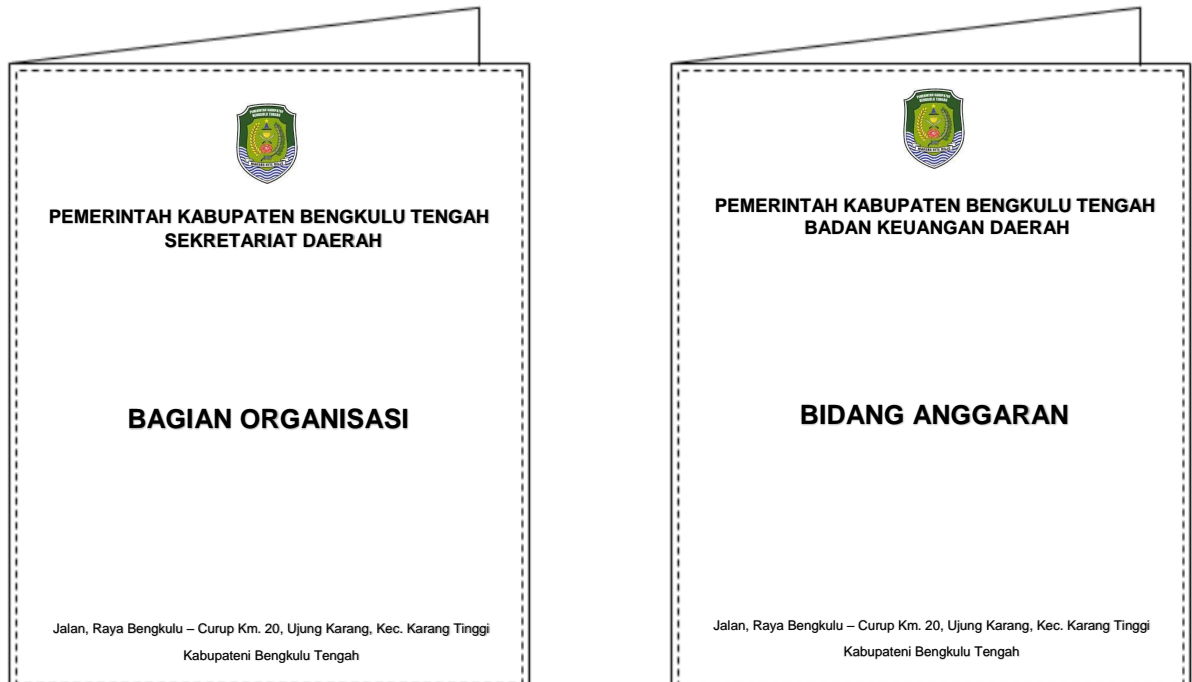 PEMERINTAH KABUPATEN BENGKULU TENGAH
SEKRETARIAT DAERAH
BAGIAN ORGANISASI
Jalan, Raya Bengkulu – Curup Km. 20, Ujung Karang, Kec. Karang Tinggi
Kabupateni Bengkulu Tengah
PEMERINTAH KABUPATEN BENGKULU TENGAH
BADAN KEUANGAN DAERAH
BIDANG ANGGARAN
Jalan, Raya Bengkulu – Curup Km. 20, Ujung Karang, Kec. Karang Tinggi
Kabupateni Bengkulu Tengah